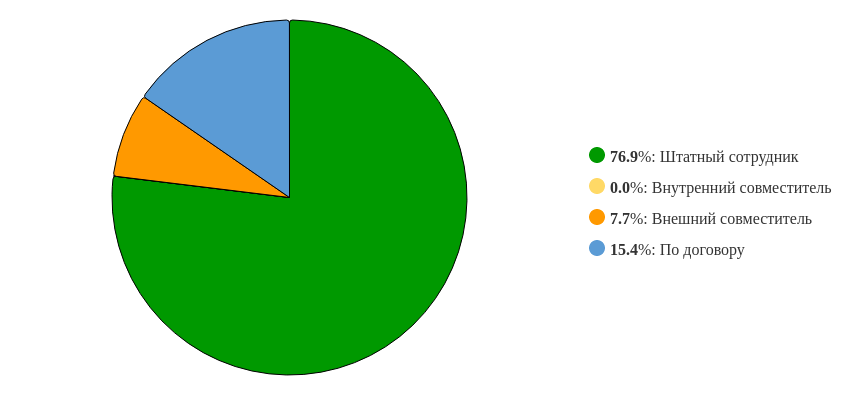 76.9%: Штатный сотрудник
0.0%: Внутренний совместитель
7.7%: Внешний совместитель
15.4%: По договору